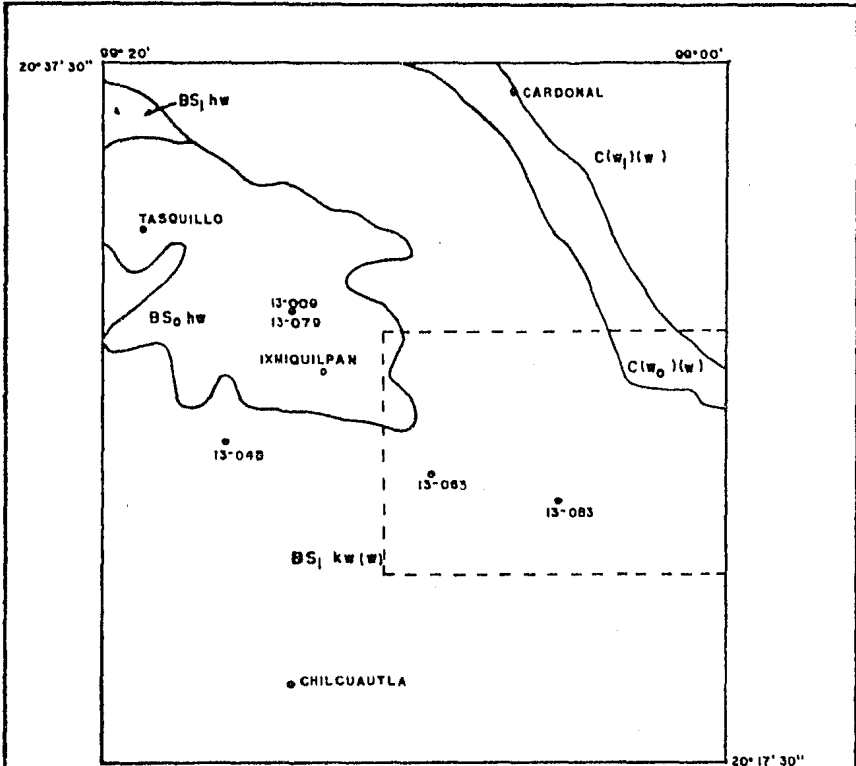 99° 20'
99° 00'
20° 37' 30"
BS₁ hw
CARDONAL
C(w₁)(w)
TASQUILLO
13-009
13-079
BS₀ hw
IXMIQUILPAN
C(w₀)(w)
13-048
13-063
13-083
BS₁ kw (w)
CHILCUAUTLA
20° 17' 30"